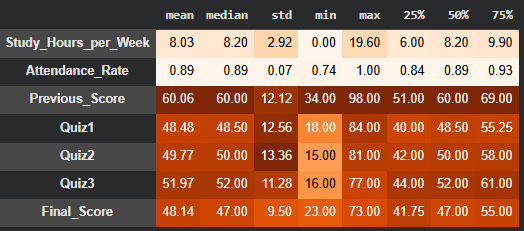 mean median std min max 25% 50% 75%
Study_Hours_per_Week 8.03 8.20 2.92 0.00 19.60 6.00 8.20 9.90
Attendance_Rate 0.89 0.89 0.07 0.74 1.00 0.84 0.89 0.93
Previous_Score 60.06 60.00 12.12 34.00 98.00 51.00 60.00 69.00
Quiz1 48.48 48.50 12.56 18.00 84.00 40.00 48.50 55.25
Quiz2 49.77 50.00 13.36 15.00 81.00 42.00 50.00 58.00
Quiz3 51.97 52.00 11.28 16.00 77.00 44.00 52.00 61.00
Final_Score 48.14 47.00 9.50 23.00 73.00 41.75 47.00 55.00